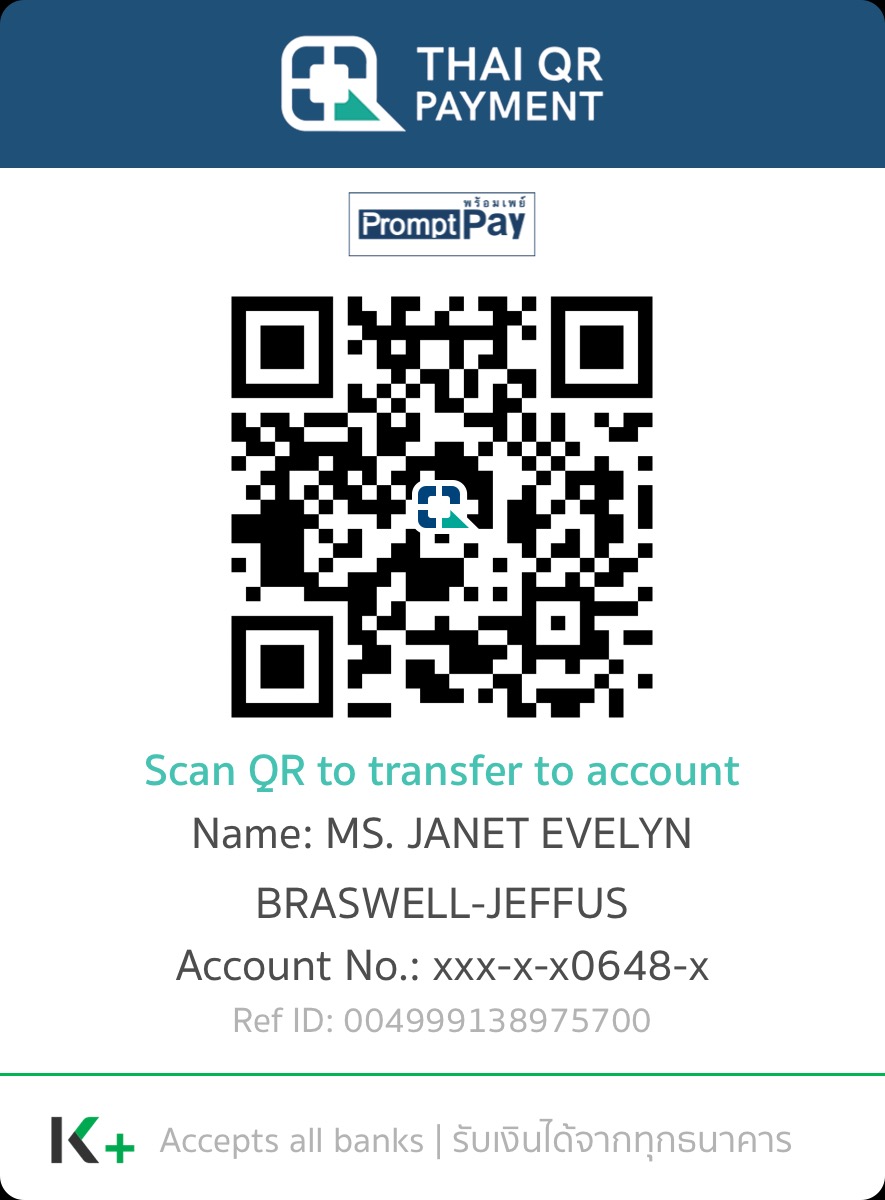 THAI QR
PAYMENT
พร้อมเพย์
PromptPay
Scan QR to transfer to account
Name: MS. JANET EVELYN
BRASWELL-JEFFUS
Account No.: xxx-x-x0648-x
Ref ID: 004999138975700
K+ Accepts all banks | รับเงินได้จากทุกธนาคาร